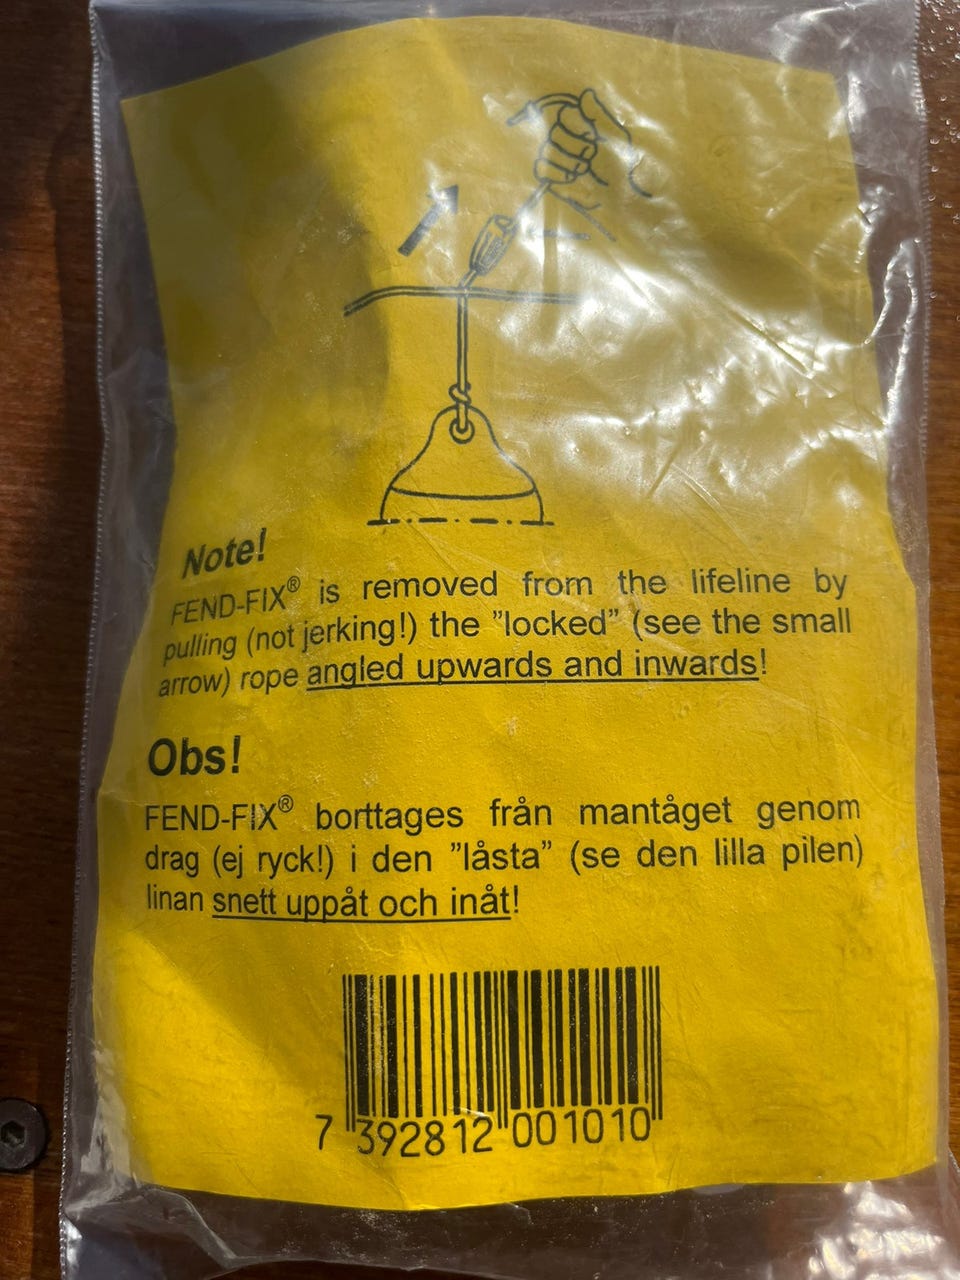 Note!
FEND-FIX® is removed from the lifeline by
pulling (not jerking!) the ”locked” (see the small
arrow) rope angled upwards and inwards!
Obs!
FEND-FIX® borttages från mantåget genom
drag (ej ryck!) i den ”låsta” (se den lilla pilen)
linan snett uppåt och inåt!
7 392812 001010